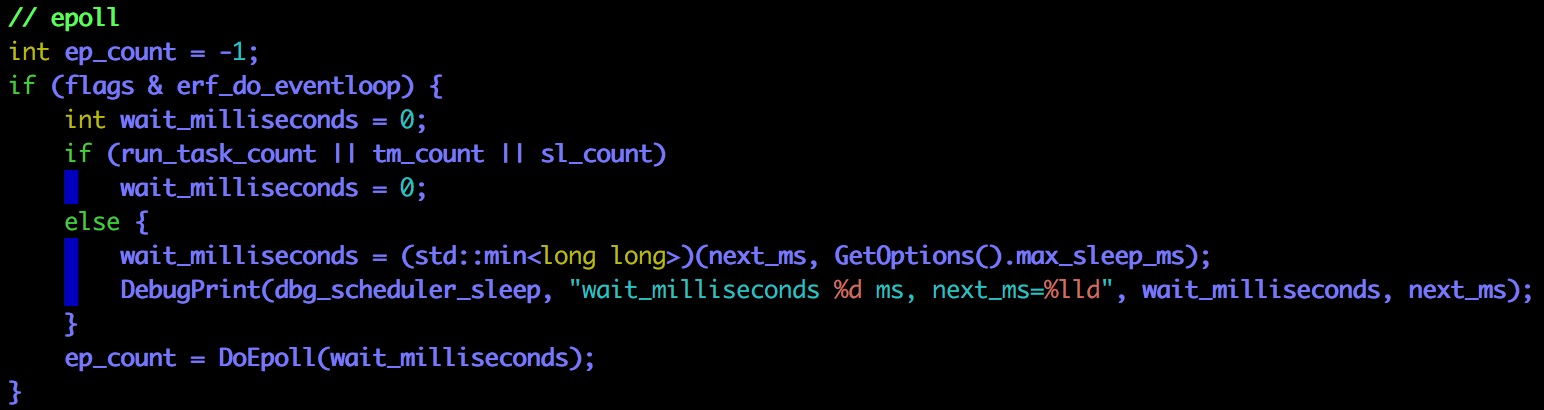 // epoll
int ep_count = -1;
if (flags & erf_do_eventloop) {
    int wait_milliseconds = 0;
    if (run_task_count || tm_count || sl_count)
        wait_milliseconds = 0;
    else {
        wait_milliseconds = (std::min<long long>)(next_ms, GetOptions().max_sleep_ms);
        DebugPrint(dbg_scheduler_sleep, "wait_milliseconds %d ms, next_ms=%lld", wait_milliseconds, next_ms);
    }
    ep_count = DoEpoll(wait_milliseconds);
}